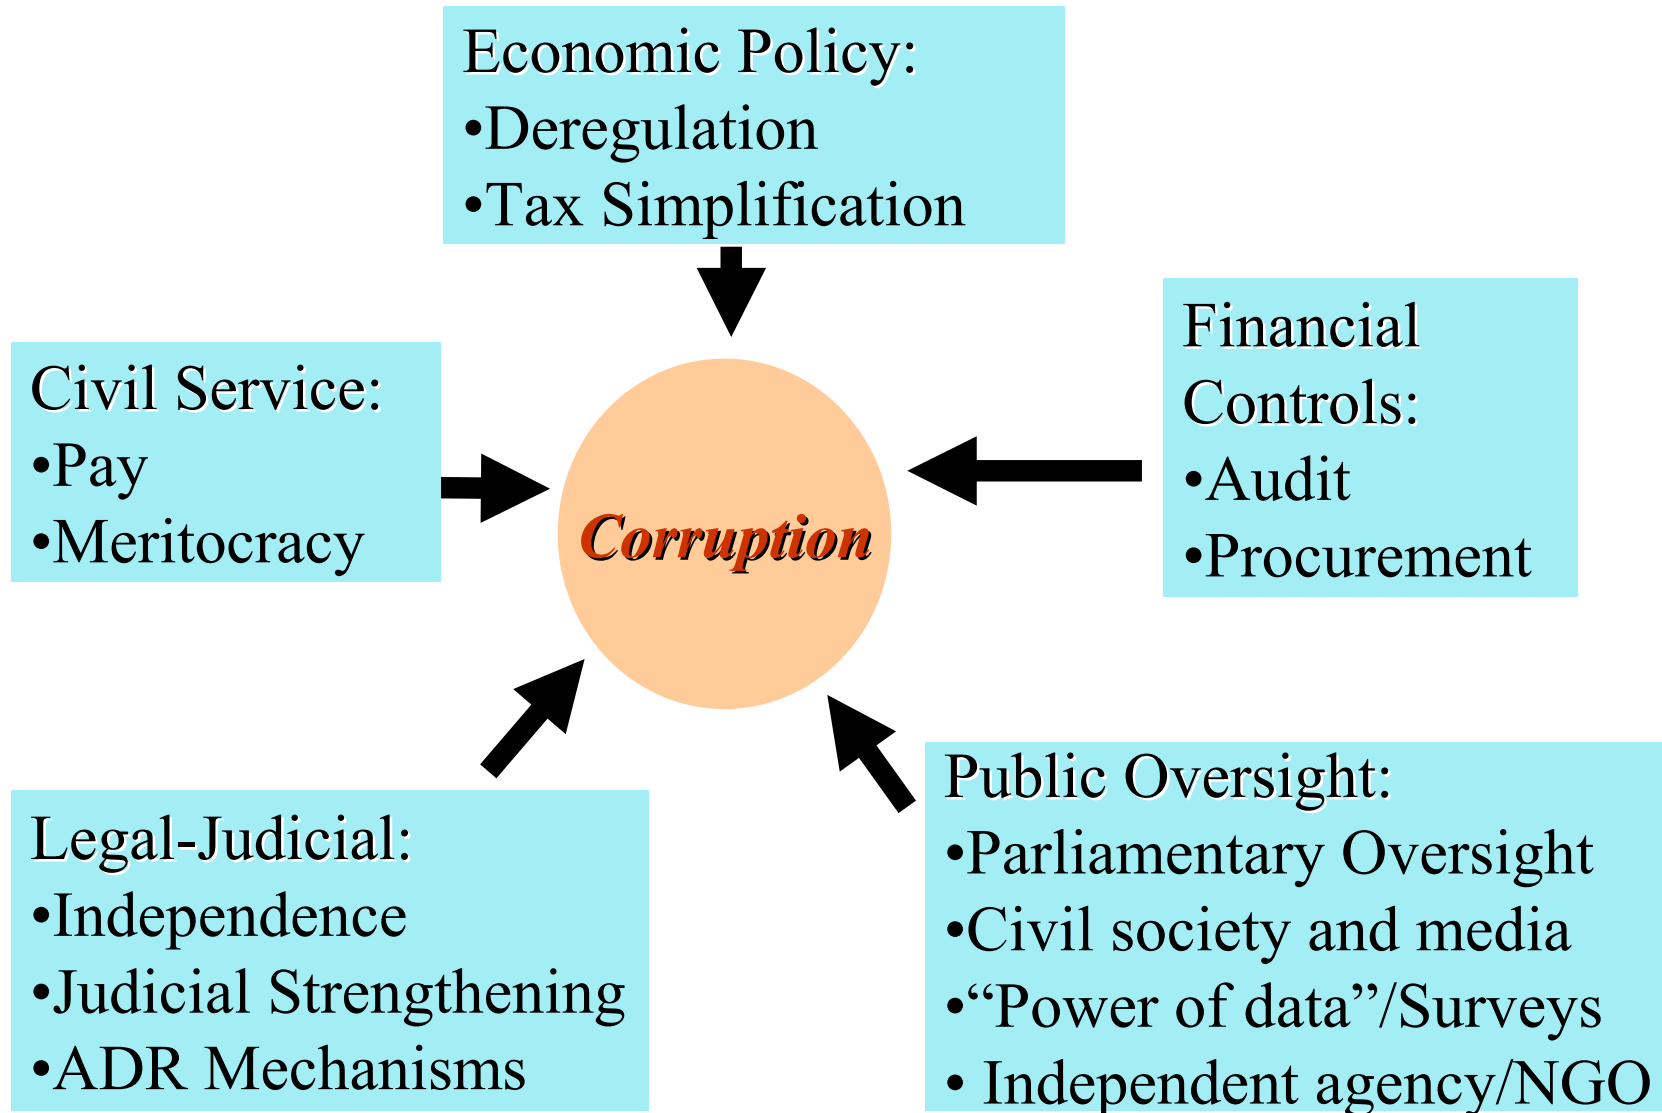 Economic Policy:
•Deregulation
•Tax Simplification
Financial
Controls:
•Audit
•Procurement
Civil Service:
•Pay
•Meritocracy
Corruption
Public Oversight:
•Parliamentary Oversight
•Civil society and media
•“Power of data”/Surveys
• Independent agency/NGO
Legal-Judicial:
•Independence
•Judicial Strengthening
•ADR Mechanisms